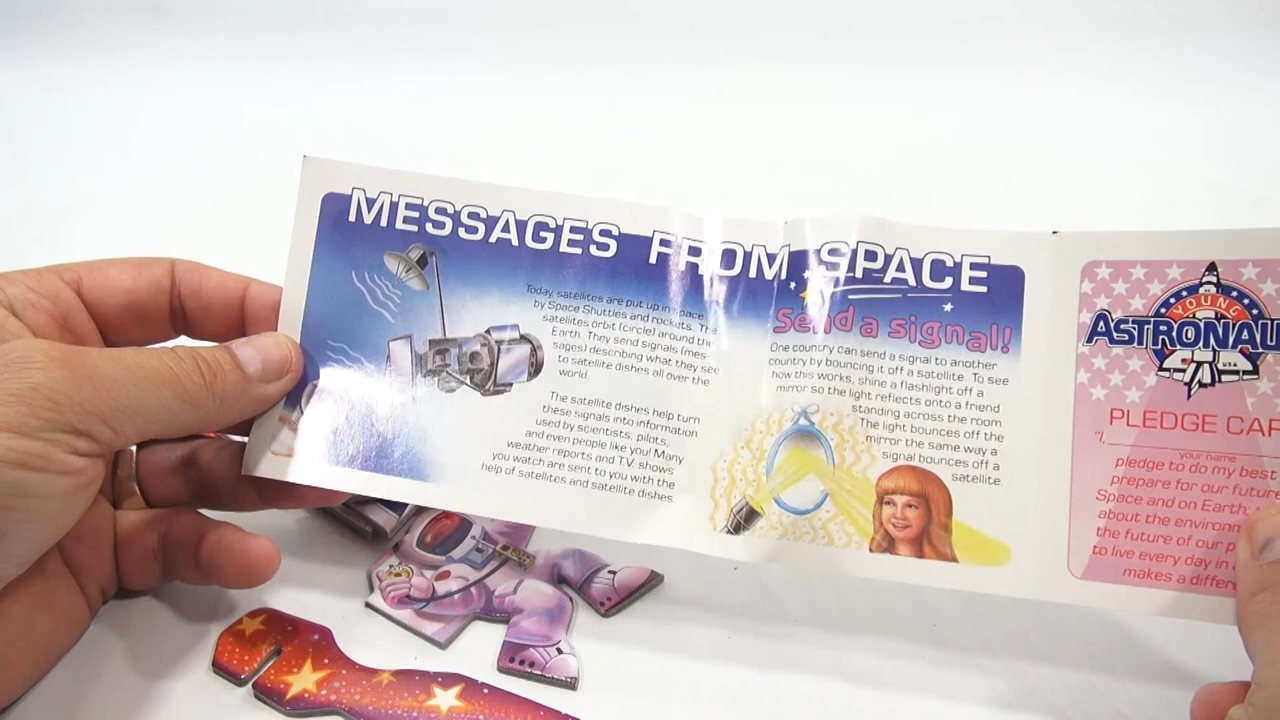 MESSAGES FROM SPACE
Today, satellites are put up in space
by Space Shuttles and rockets. The
satellites orbit (circle) around the
Earth. They send signals (mes-
sages) describing what they see
to satellite dishes all over the
world.
The satellite dishes help turn
these signals into information
used by scientists, pilots,
and even people like you! Many
weather reports and T.V. shows
you watch are sent to you with the
help of satellites and satellite dishes
Send a signal!
One country can send a signal to another
country by bouncing it off a satellite. To see
how this works, shine a flashlight off a
mirror so the light reflects onto a friend
standing across the room.
The light bounces off the
mirror the same way a
signal bounces off a
satellite.
YOUNG
ASTRONAU
USA
PLEDGE CAR
"I,
your name
pledge to do my best
prepare for our future
Space and on Earth;
about the environ
the future of our p
to live every day in
makes a differe